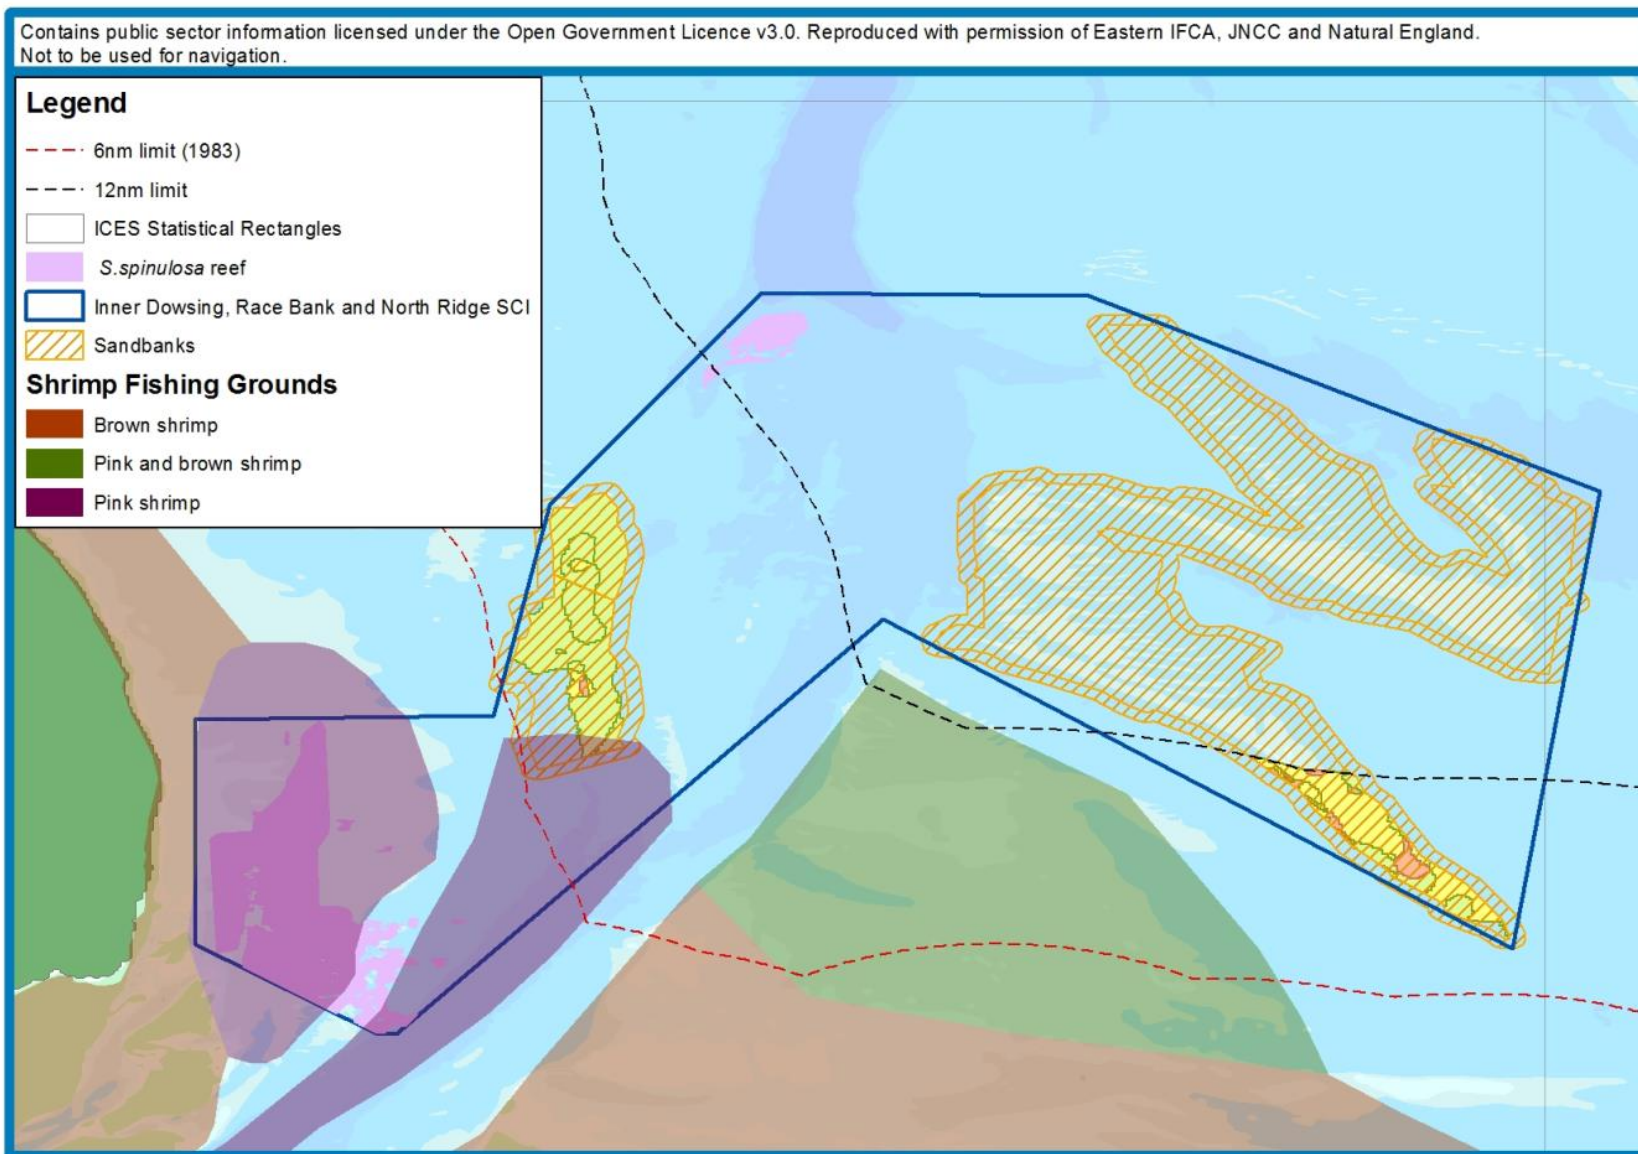 Contains public sector information licensed under the Open Government Licence v3.0. Reproduced with permission of Eastern IFCA, JNCC and Natural England.
Not to be used for navigation.
Legend
6nm limit (1983)
12nm limit
ICES Statistical Rectangles
S.spinulosa reef
Inner Dowsing, Race Bank and North Ridge SCI
Sandbanks
Shrimp Fishing Grounds
Brown shrimp
Pink and brown shrimp
Pink shrimp